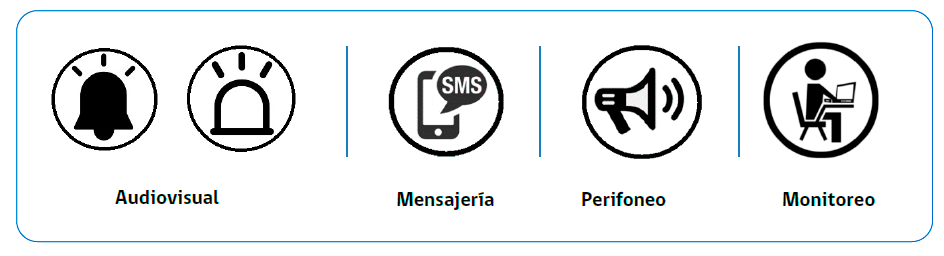 SMS
Audiovisual
Mensajería
Perifoneo
Monitoreo